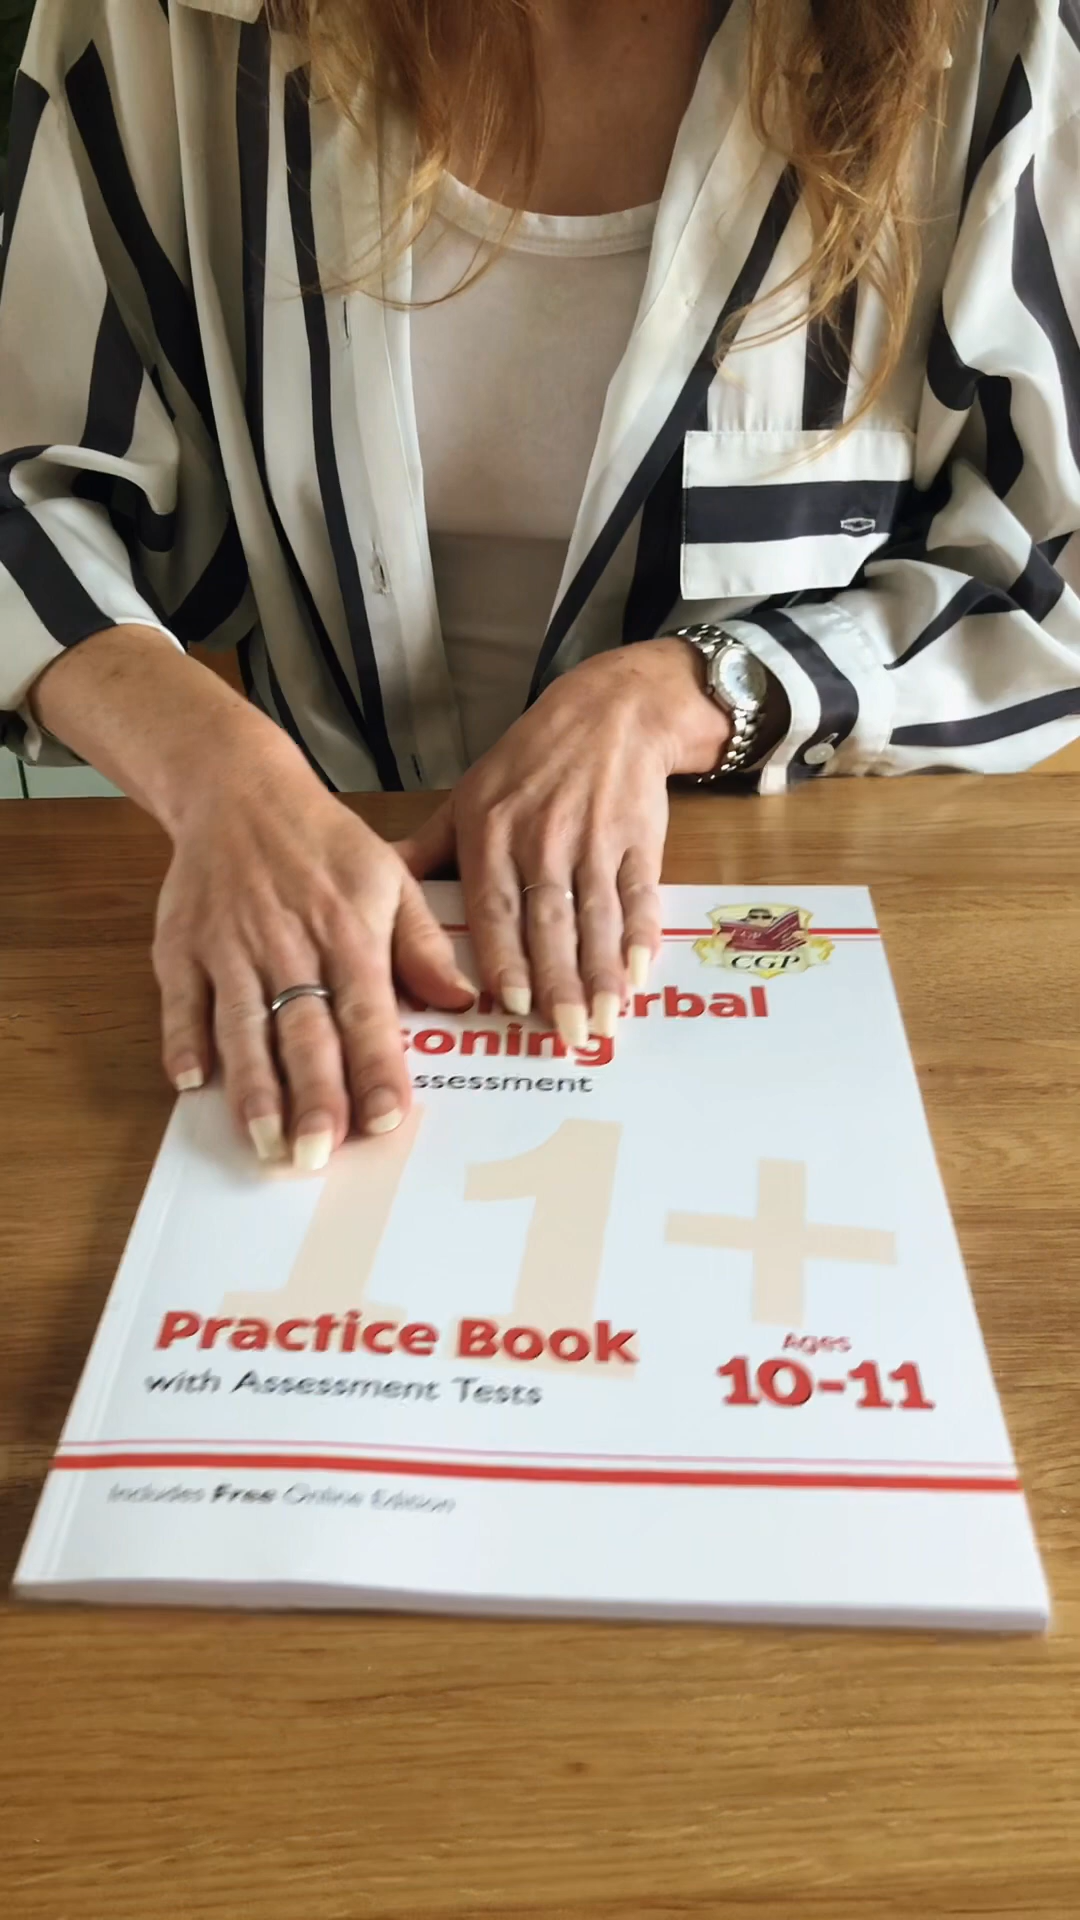 CGP
erbal
soning
ssessment
11+
Practice Book
with Assessment Tests
Ages
10-11
Includes Free Online Edition